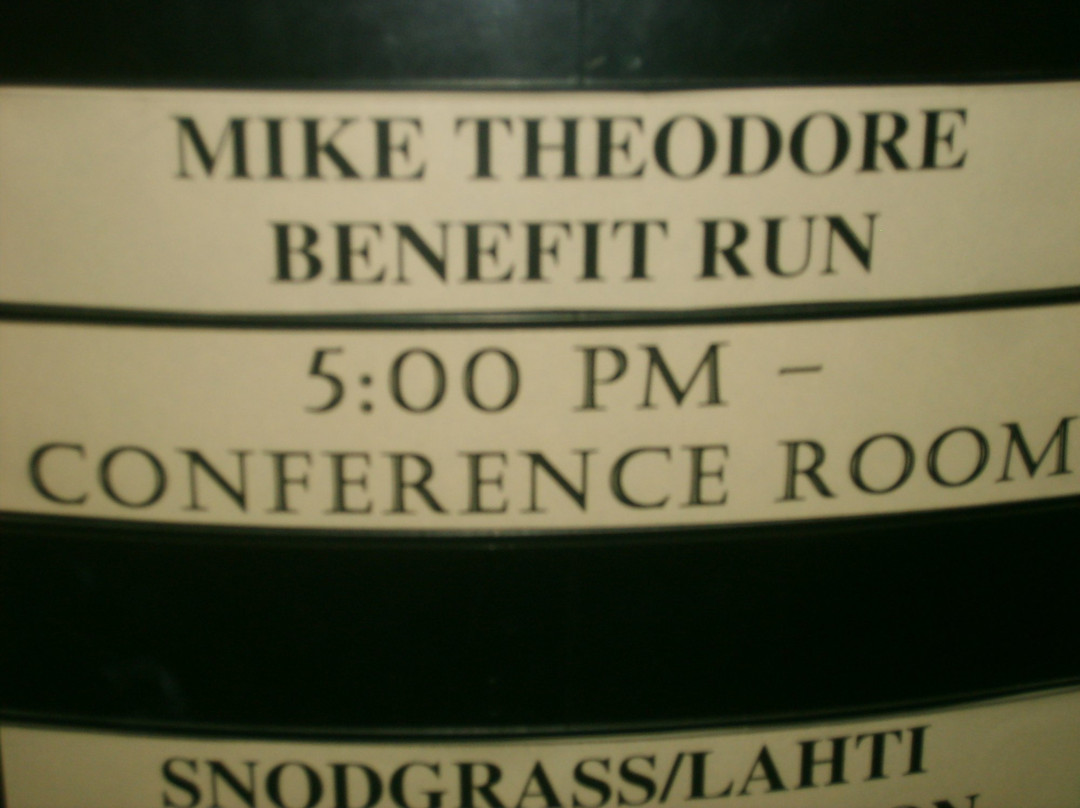 MIKE THEODORE
BENEFIT RUN
5:00 PM –
CONFERENCE ROOM
SNODGRASS/LAHTI